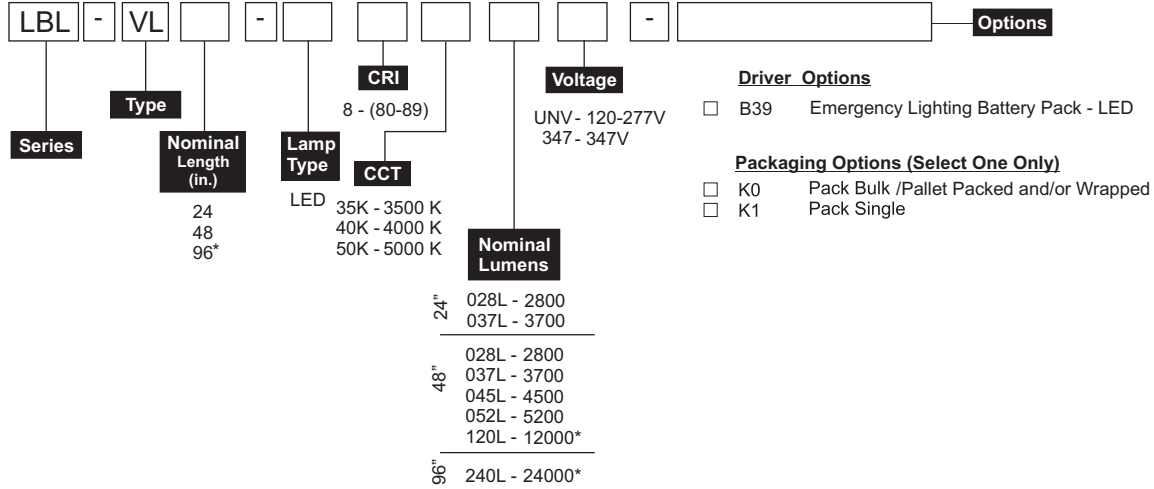 LBL - VL - -
Options
Series
Type
Nominal
Length
(in.)
24
48
96*
Lamp
Type
LED
CRI
8 - (80-89)
CCT
35K - 3500 K
40K - 4000 K
50K - 5000 K
Nominal
Lumens
24"
028L - 2800
037L - 3700
48"
028L - 2800
037L - 3700
045L - 4500
052L - 5200
120L - 12000*
96"
240L - 24000*
Voltage
UNV - 120-277V
347 - 347V
Driver Options
B39 Emergency Lighting Battery Pack - LED
Packaging Options (Select One Only)
K0 Pack Bulk /Pallet Packed and/or Wrapped
K1 Pack Single